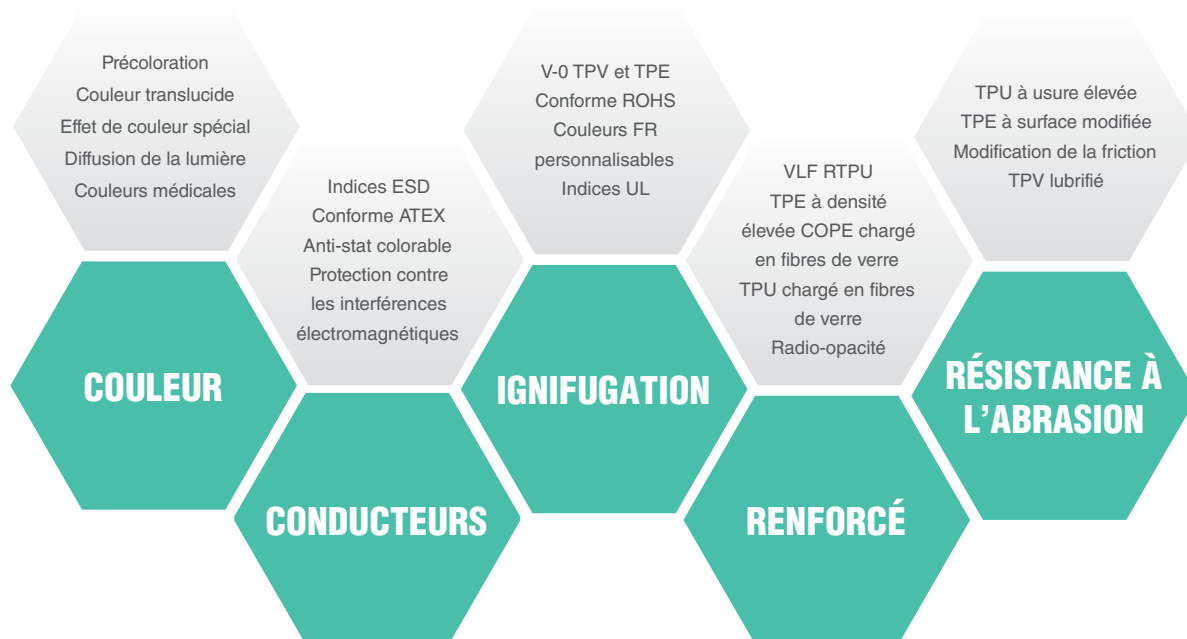 Précoloration
Couleur translucide
Effet de couleur spécial
Diffusion de la lumière
Couleurs médicales
COULEUR
Indices ESD
Conforme ATEX
Anti-stat colorable
Protection contre
les interférences
électromagnétiques
CONDUCTEURS
V-0 TPV et TPE
Conforme ROHS
Couleurs FR
personnalisables
Indices UL
IGNIFUGATION
VLF RTPU
TPE à densité
élevée COPE chargé
en fibres de verre
TPU chargé en fibres
de verre
Radio-opacité
RENFORCÉ
TPU à usure élevée
TPE à surface modifiée
Modification de la friction
TPV lubrifié
RÉSISTANCE À
L'ABRASION